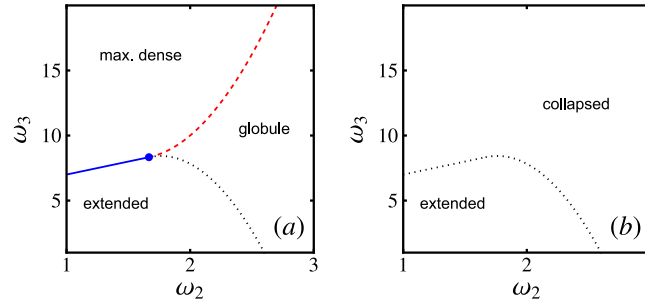 max. dense
globule
extended
(a)
ω₃
15
10
5
1
2
3
ω₂
collapsed
extended
(b)
ω₃
15
10
5
1
2
ω₂